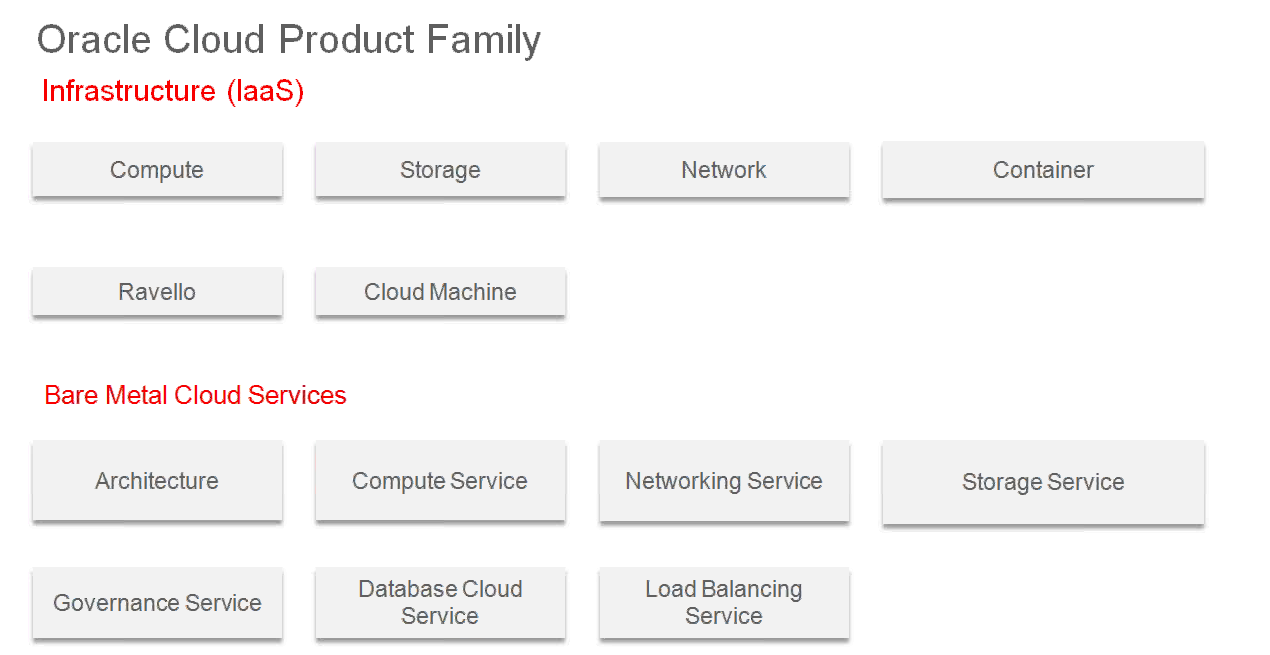 Oracle Cloud Product Family
Infrastructure (IaaS)
Compute
Storage
Network
Container
Ravello
Cloud Machine
Bare Metal Cloud Services
Architecture
Compute Service
Networking Service
Storage Service
Governance Service
Database Cloud
Service
Load Balancing
Service